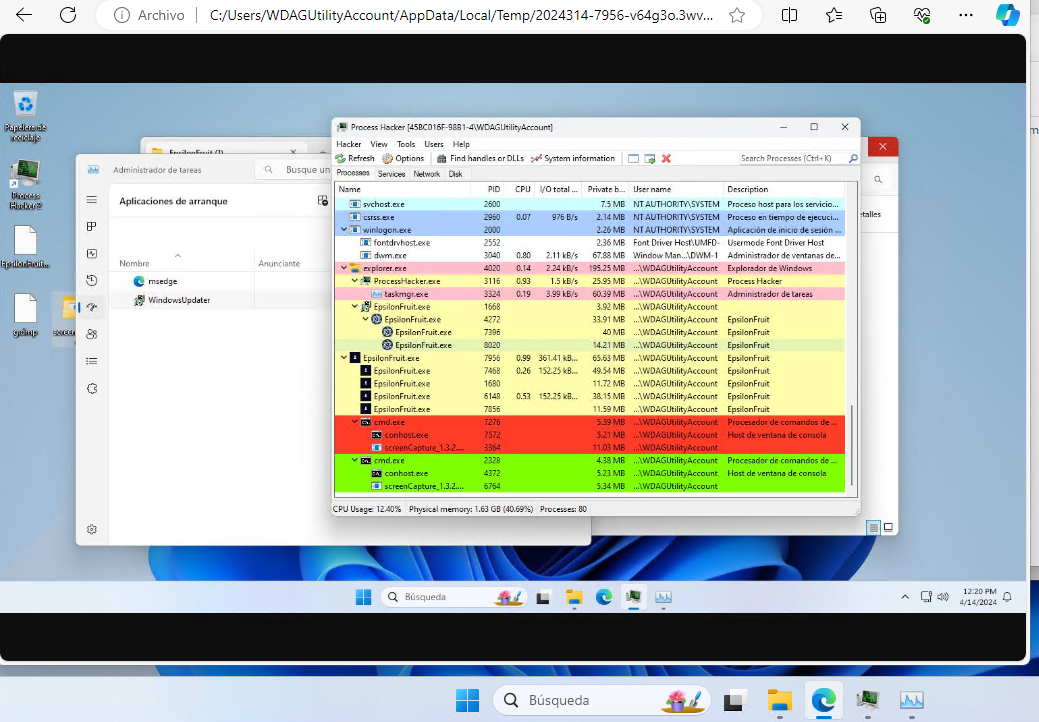 Archivo
C:/Users/WDAGUtilityAccount/AppData/Local/Temp/2024314-7956-v64g3o.3wv...
Papelera de
reciclaje
Process
Hacker 2
EpsilonFruit...
EpsilonFruit (1)
Administrador de tareas
Busque un
Aplicaciones de arranque
Nombre
Anunciante
msedge
WindowsUpdater
Process Hacker [45BC016F-98B1-4\WDAGUtilityAccount]
Hacker View Tools Users Help
Refresh Options Find handles or DLLs System information Search Processes (Ctrl+K)
Processes Services Network Disk
Name PID CPU I/O total ... Private b... User name Description
svchost.exe 2600 7.5 MB NT AUTHORITY\SYSTEM Proceso host para los servicio...
csrss.exe 2960 0.07 976 B/s 2.14 MB NT AUTHORITY\SYSTEM Proceso en tiempo de ejecuci...
winlogon.exe 2000 2.26 MB NT AUTHORITY\SYSTEM Aplicación de inicio de sesión ...
fontdrvhost.exe 2552 2.36 MB Font Driver Host\UMFD- Usermode Font Driver Host
dwm.exe 3040 0.80 2.11 kB/s 67.88 MB Window Man...\DWM-1 Administrador de ventanas de...
explorer.exe 4020 0.14 2.24 kB/s 195.25 MB ...\WDAGUtilityAccount Explorador de Windows
ProcessHacker.exe 3116 0.93 1.5 kB/s 25.95 MB ...\WDAGUtilityAccount Process Hacker
taskmgr.exe 3324 0.19 3.99 kB/s 60.39 MB ...\WDAGUtilityAccount Administrador de tareas
EpsilonFruit.exe 1668 3.92 MB ...\WDAGUtilityAccount
EpsilonFruit.exe 4272 33.91 MB ...\WDAGUtilityAccount EpsilonFruit
EpsilonFruit.exe 7396 40 MB ...\WDAGUtilityAccount EpsilonFruit
EpsilonFruit.exe 8020 14.21 MB ...\WDAGUtilityAccount EpsilonFruit
EpsilonFruit.exe 7956 0.99 361.41 kB... 65.63 MB ...\WDAGUtilityAccount EpsilonFruit
EpsilonFruit.exe 7468 0.26 152.25 kB... 49.54 MB ...\WDAGUtilityAccount EpsilonFruit
EpsilonFruit.exe 1680 11.72 MB ...\WDAGUtilityAccount EpsilonFruit
EpsilonFruit.exe 6148 0.53 152.25 kB... 38.15 MB ...\WDAGUtilityAccount EpsilonFruit
EpsilonFruit.exe 7856 11.59 MB ...\WDAGUtilityAccount EpsilonFruit
cmd.exe 7276 5.39 MB ...\WDAGUtilityAccount Procesador de comandos de ...
conhost.exe 7572 5.21 MB ...\WDAGUtilityAccount Host de ventana de consola
screenCapture_1.3.2.... 3364 11.03 MB ...\WDAGUtilityAccount
cmd.exe 2328 4.38 MB ...\WDAGUtilityAccount Procesador de comandos de ...
conhost.exe 4372 5.23 MB ...\WDAGUtilityAccount Host de ventana de consola
screenCapture_1.3.2.... 6764 5.34 MB ...\WDAGUtilityAccount
CPU Usage: 12.40% Physical memory: 1.63 GB (40.69%) Processes: 80
Búsqueda
12:20 PM
4/14/2024
Búsqueda